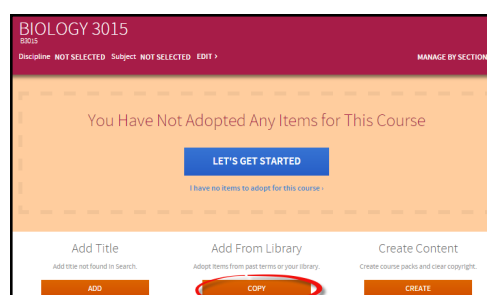 BIOLOGY 3015
B3015
Discipline NOT SELECTED Subject NOT SELECTED EDIT >
MANAGE BY SECTION
You Have Not Adopted Any Items for This Course
LET'S GET STARTED
I have no items to adopt for this course ›
Add Title
Add From Library
Create Content
Add title not found in Search.
Adopt Items from past terms or your library.
Create course packs and clear copyright.
ADD
COPY
CREATE